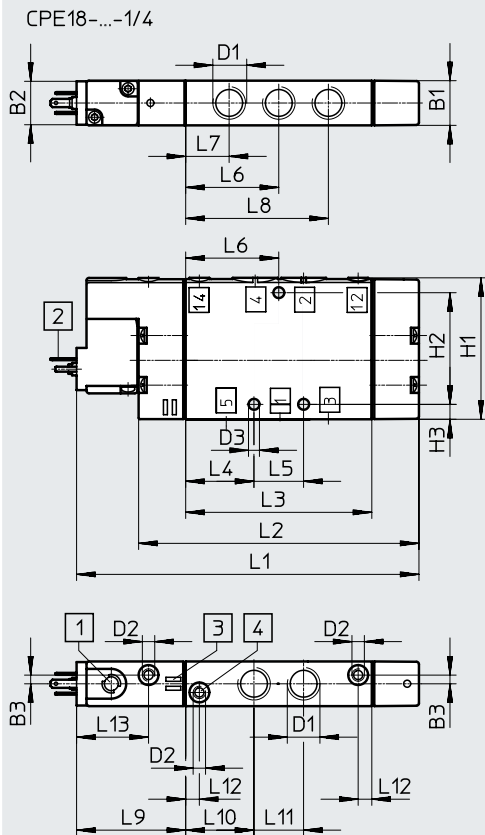 CPE18-...-1/4
D1
B2
B1
L7
L6
L8
L6
2
14
4
2
12
H1
H2
5
1
3
D3
H3
L4
L5
L3
L2
L1
1
D2
3
4
D2
B3
B3
L13
D1
D2
L12
L12
L9
L10
L11